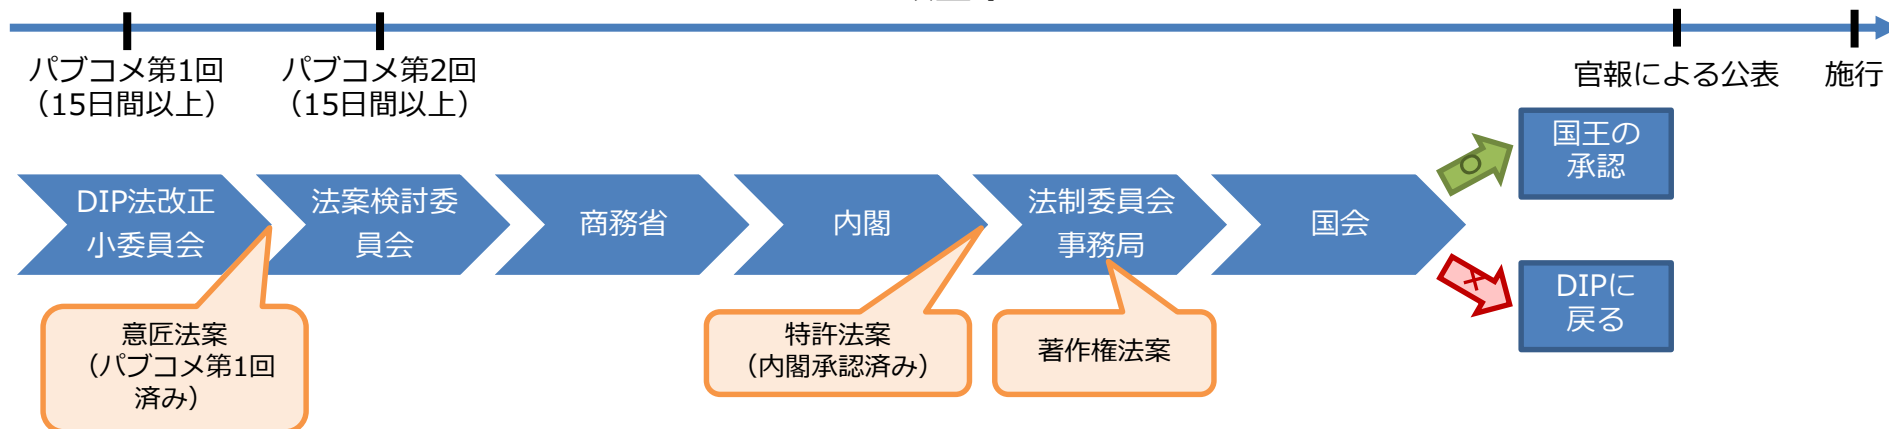 パブコメ第1回
（15日間以上）
パブコメ第2回
（15日間以上）
官報による公表
施行
DIP法改正
小委員会
法案検討委
員会
商務省
内閣
法制委員会
事務局
国会
○
国王の
承認
×
DIPに
戻る
意匠法案
（パブコメ第1回
済み）
特許法案
（内閣承認済み）
著作権法案